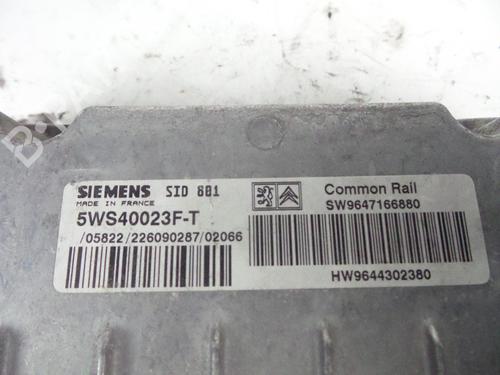 SIEMENS SID 801
MADE IN FRANCE
5WS40023F-T
/05822/226090287/02066
Common Rail
SW9647166880
HW9644302380